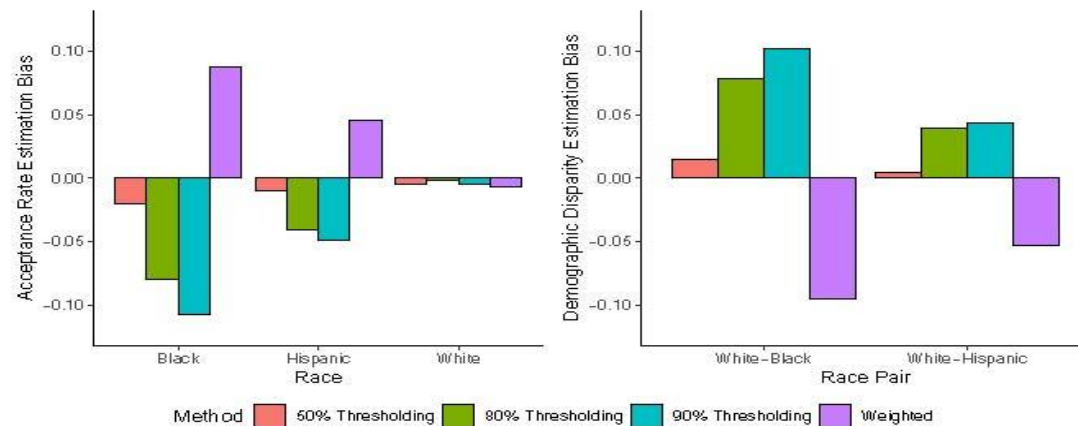 Acceptance Rate Estimation Bias
0.10
0.05
0.00
−0.05
−0.10
Black Hispanic White
Race
Demographic Disparity Estimation Bias
0.10
0.05
0.00
−0.05
−0.10
White−Black White−Hispanic
Race Pair
Method 50% Thresholding 80% Thresholding 90% Thresholding Weighted